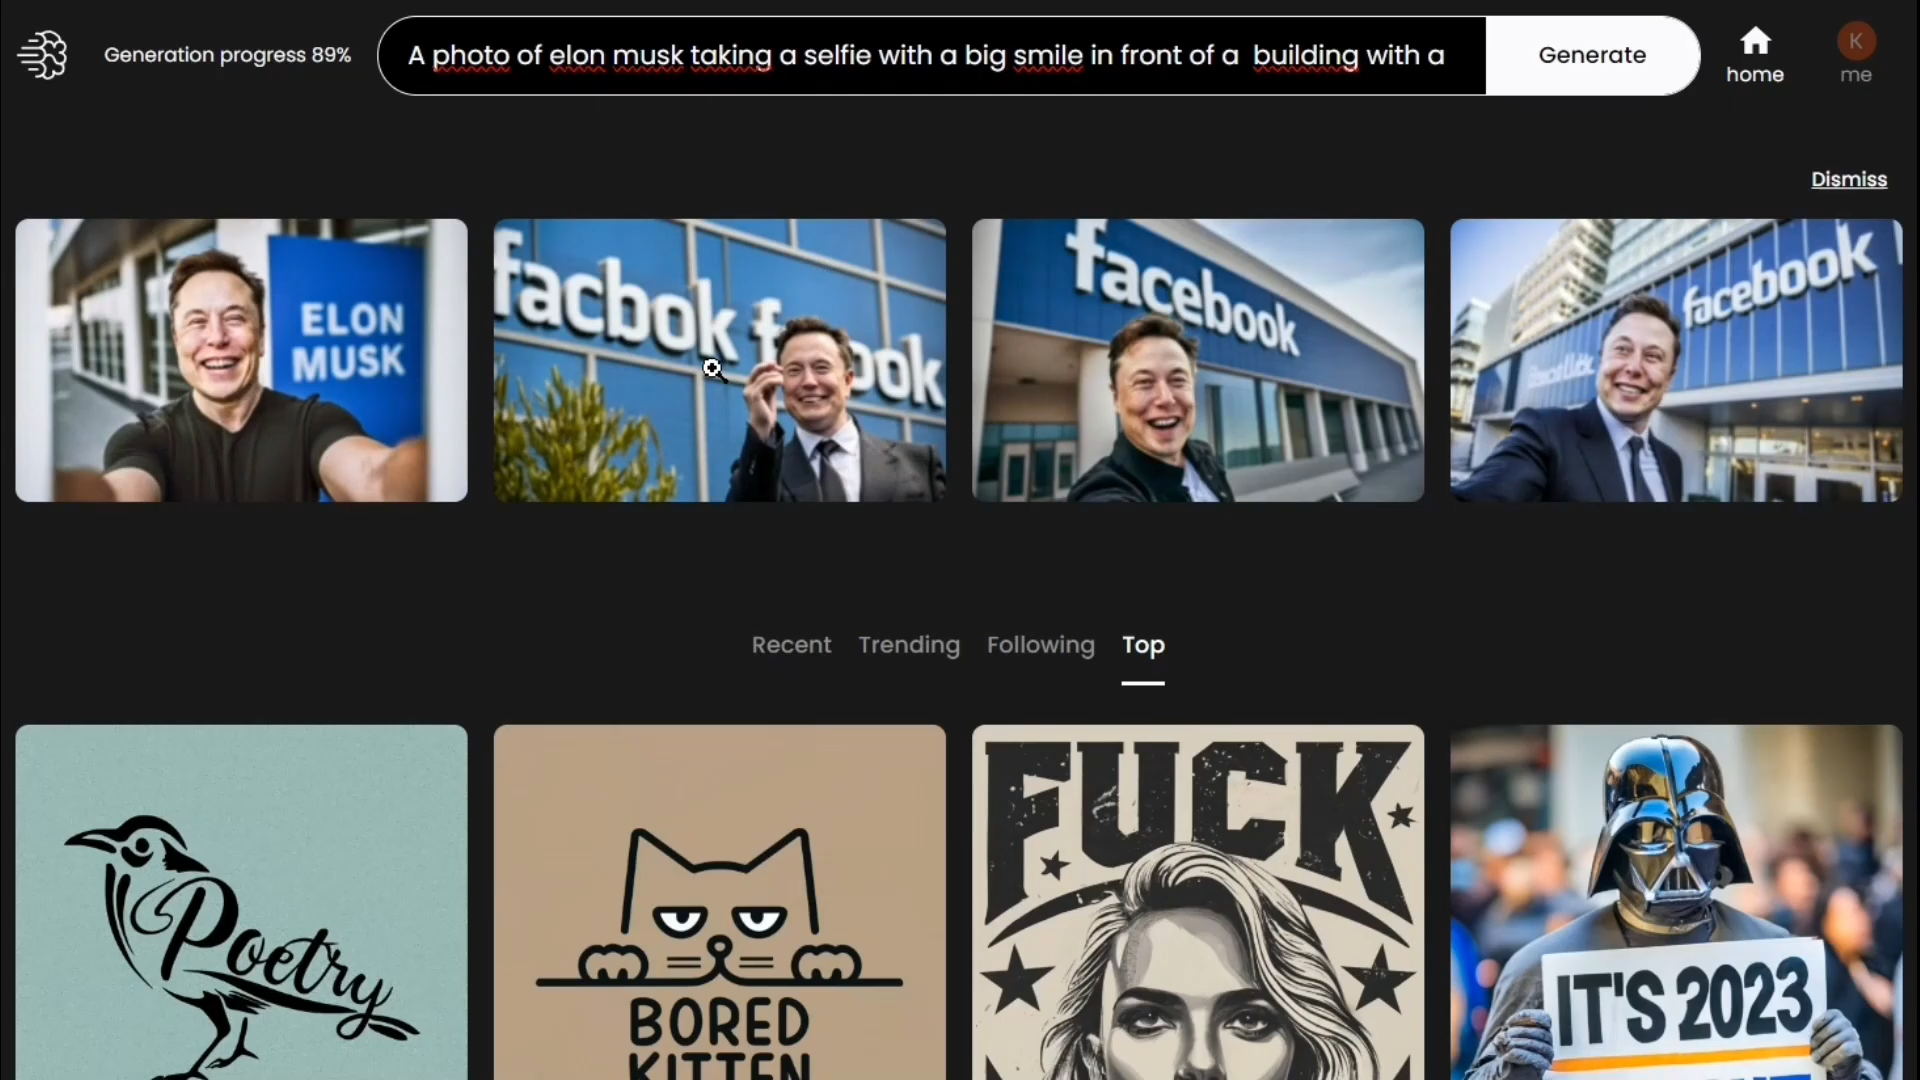 Generation progress 89%
A photo of elon musk taking a selfie with a big smile in front of a  building with a
Generate
home
K
me
Dismiss
ELON
MUSK
facbok f ook
facebook
facebook
Recent Trending Following Top
Poetry
BORED
KITTEN
FUCK
IT'S 2023